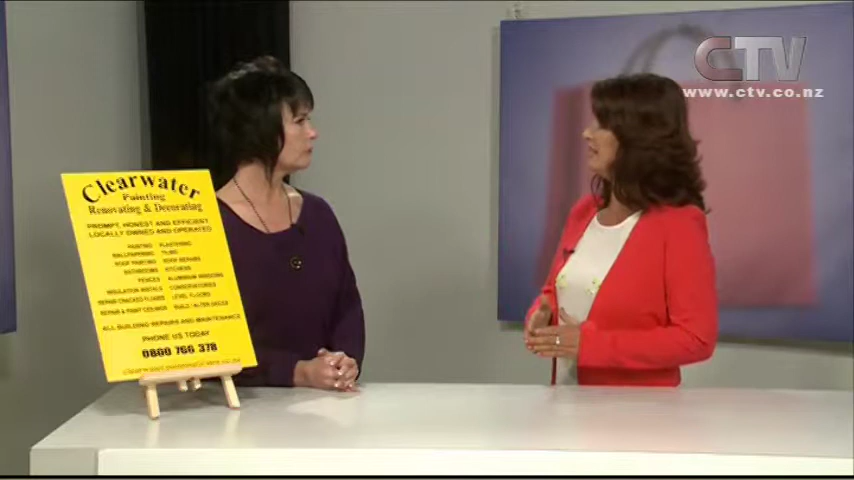 CTV
www.ctv.co.nz
Clearwater
Painting
Renovating & Decorating
PROMPT, HONEST AND EFFICIENT
LOCALLY OWNED AND OPERATED
PAINTING PLASTERING
WALLPAPERING TILING
ROOF PAINTING ROOF REPAIRS
BATHROOMS KITCHENS
FENCES ALUMINIUM WINDOWS
INSULATION INSTALS CONSERVATORIES
REPAIR CRACKED FLOORS LEVEL FLOORS
REPAIR & PAINT CEILINGS BUILD / ALTER DECKS
ALL BUILDING REPAIRS AND MAINTENANCE
PHONE US TODAY
0800 766 378